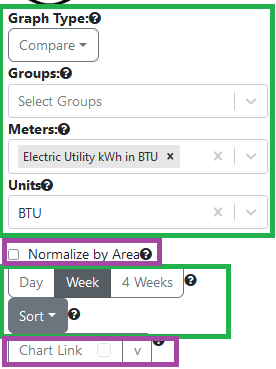 Graph Type:?
Compare
Groups:?
Select Groups
Meters:?
Electric Utility kWh in BTU ×
Units?
BTU
Normalize by Area?
Day Week 4 Weeks ?
Sort ?
Chart Link v ?